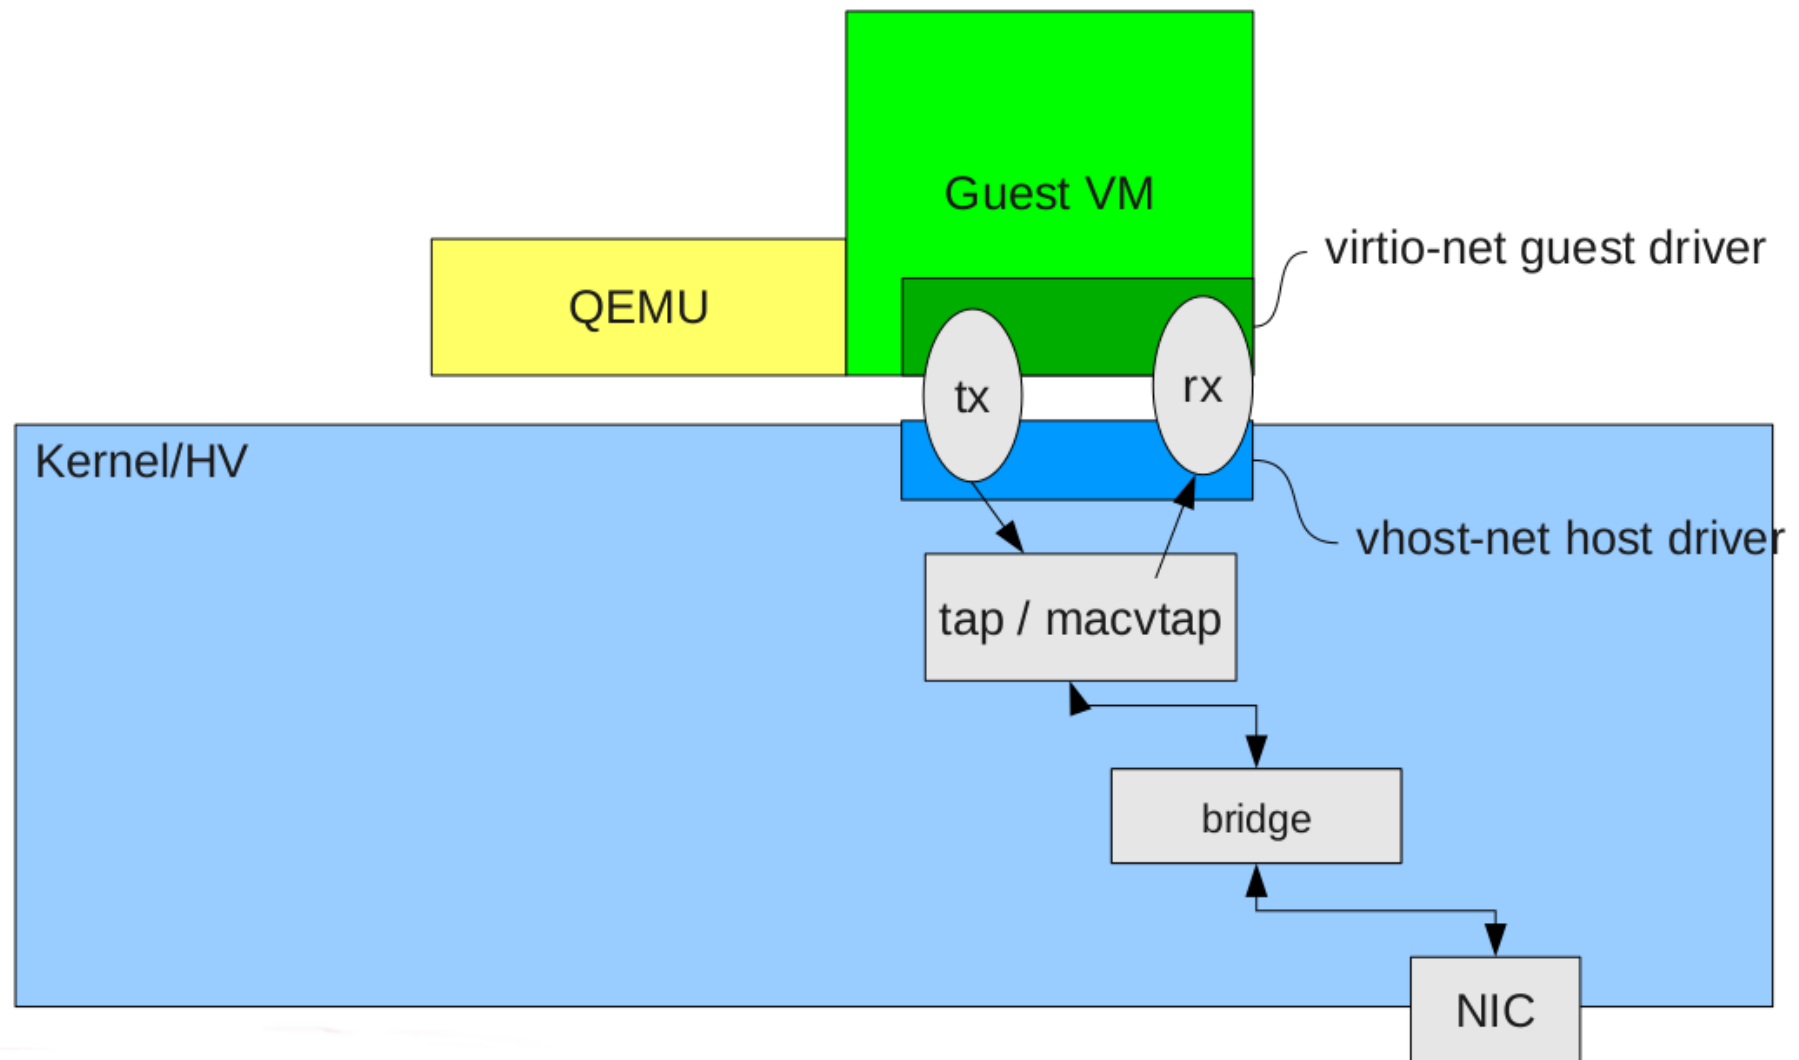 Guest VM
virtio-net guest driver
QEMU
tx
rx
Kernel/HV
vhost-net host driver
tap / macvtap
bridge
NIC